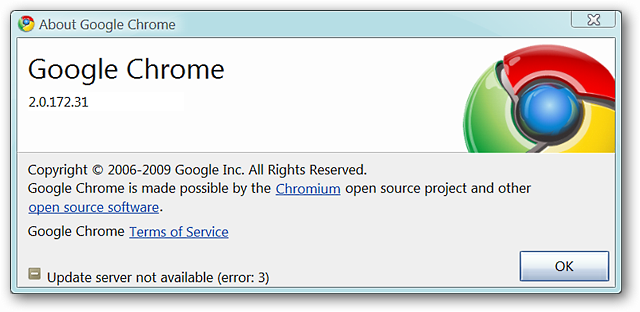 About Google Chrome
Google Chrome
2.0.172.31
Copyright © 2006-2009 Google Inc. All Rights Reserved.
Google Chrome is made possible by the Chromium open source project and other
open source software.
Google Chrome Terms of Service
Update server not available (error: 3)
OK